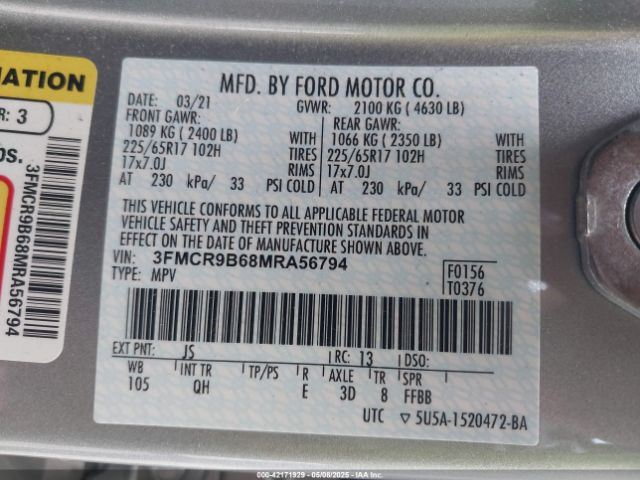 NATION
R: 3
bs.
3FMCR9B68MRA56794
MFD. BY FORD MOTOR CO.
DATE: 03/21 GVWR: 2100 KG ( 4630 LB)
FRONT GAWR: REAR GAWR:
1089 KG ( 2400 LB) WITH 1066 KG ( 2350 LB) WITH
225/65R17 102H TIRES 225/65R17 102H TIRES
17x7.0J RIMS 17x7.0J RIMS
AT 230 kPa/ 33 PSI COLD AT 230 kPa/ 33 PSI COLD
THIS VEHICLE CONFORMS TO ALL APPLICABLE FEDERAL MOTOR
VEHICLE SAFETY AND THEFT PREVENTION STANDARDS IN EFFECT
ON THE DATE OF MANUFACTURE SHOWN ABOVE.
VIN: 3FMCR9B68MRA56794 F0156
TYPE: MPV T0376
EXT PNT: JS RC: 13 DSO:
WB INT TR TP/PS R AXLE TR SPR
105 QH E 3D 8 FFBB
UTC ▽ 5U5A-1520472-BA
000-42171929 - 05/08/2025 - IAAI.COM